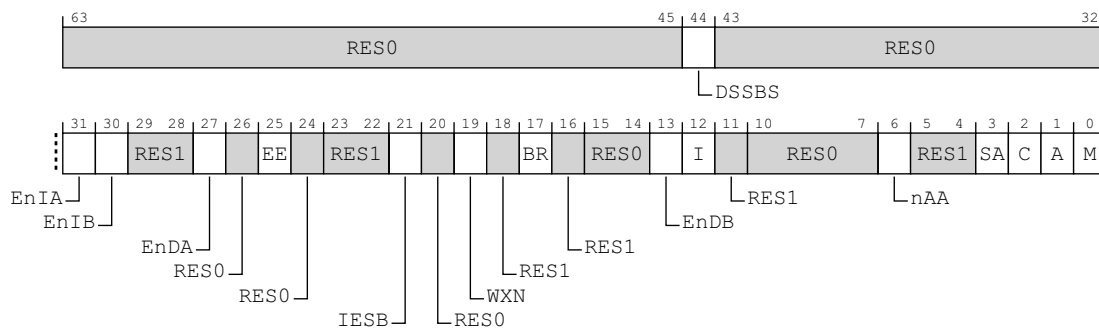 63 45 44 43 32
RES0 RES0
DSSBS
31 30 29 28 27 26 25 24 23 22 21 20 19 18 17 16 15 14 13 12 11 10 7 6 5 4 3 2 1 0
RES1 EE RES1 BR RES0 I RES0 RES1 SA C A M
EnIA RES1 nAA
EnIB EnDB
EnDA RES1
RES0 RES1
RES0 WXN
IESB RES0